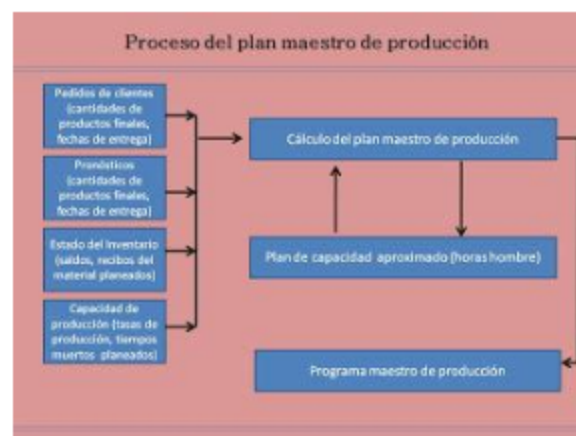 Proceso del plan maestro de producción
Pedidos de clientes
(cantidades de
productos finales,
fechas de entrega)
Pronósticos
(cantidades de
productos finales,
fechas de entrega)
Estado del Inventario
(saldos, recibos del
material planeados)
Capacidad de
producción (tasas de
producción, tiempos
muertos planeados)
Cálculo del plan maestro de producción
Plan de capacidad aproximado (horas hombre)
Programa maestro de producción